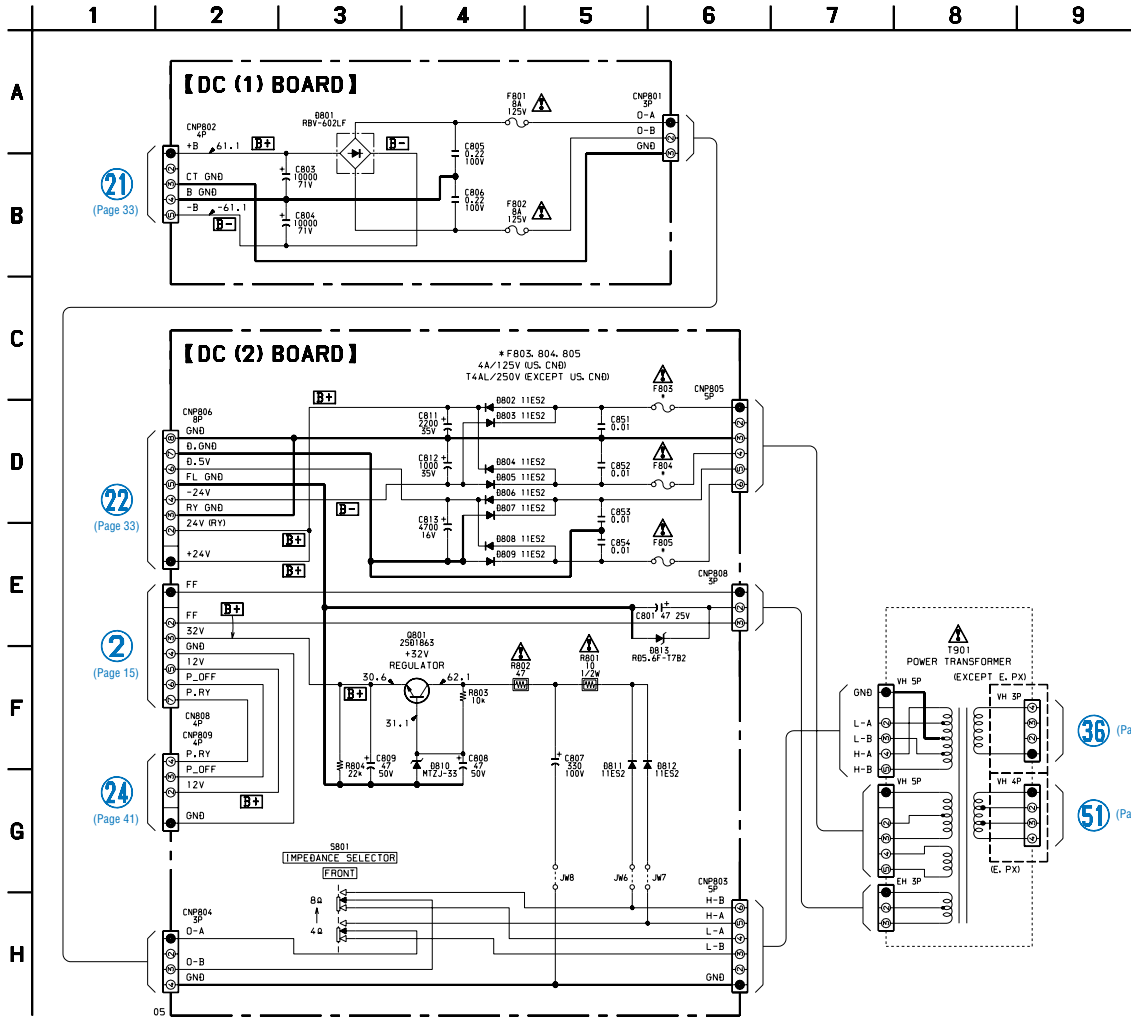 1 2 3 4 5 6 7 8 9
A
B
C
D
E
F
G
H
【DC (1) BOARD】
D801
RBV-602LF
F801
8A
125V
CNP801
3P
O-A
O-B
GND
CNP802
4P
+B 61.1
B+
B-
CT GND
B GND
-B -61.1
B-
C803
10000
71V
C804
10000
71V
C805
0.22
100V
C806
0.22
100V
F802
8A
125V
21
(Page 33)
【DC (2) BOARD】
* F803. 804. 805
4A/125V (US. CND)
T4AL/250V (EXCEPT US. CND)
F803
*
CNP805
5P
B+
CNP806
8P
GND
D.GND
D.5V
FL GND
-24V
RY GND
24V (RY)
+24V
B-
B+
B+
22
(Page 33)
C811
2200
35V
C812
1000
35V
C813
4700
16V
D802 11ES2
D803 11ES2
D804 11ES2
D805 11ES2
D806 11ES2
D807 11ES2
D808 11ES2
D809 11ES2
C851
0.01
C852
0.01
C853
0.01
C854
0.01
F804
*
F805
*
CNP808
3P
FF
FF
32V
GND
12V
P_OFF
P.RY
B+
2
(Page 15)
CN808
4P
CNP809
4P
P.RY
P_OFF
12V
GND
B+
24
(Page 41)
C801 47 25V
D813
RD5.6F-T7B2
Q801
2SD1863
+32V
REGULATOR
30.6
62.1
31.1
B+
R802
47
R801
10
1/2W
R803
10k
R804
22k
C809
47
50V
D810
MTZJ-33
C808
47
50V
C807
330
100V
D811
11ES2
D812
11ES2
S801
IMPEDANCE SELECTOR
FRONT
8Ω
4Ω
JW8
JW6
JW7
CNP803
5P
H-B
H-A
L-A
L-B
GND
CNP804
3P
O-A
O-B
GND
05
T901
POWER TRANSFORMER
(EXCEPT E. PX)
VH 5P
GND
L-A
L-B
H-A
H-B
VH 3P
VH 5P
VH 4P
(E. PX)
EH 3P
36
(Pa
51
(Pa